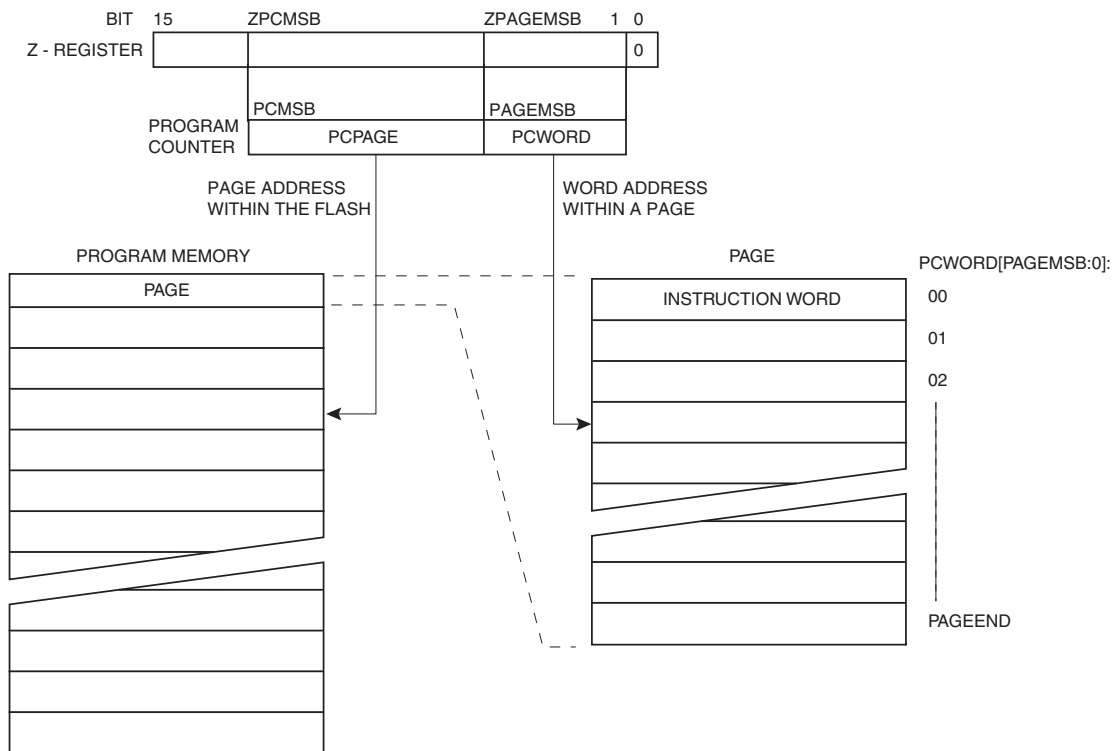 BIT 15 ZPCMSB ZPAGEMSB 1 0
Z - REGISTER 0
PCMSB PAGEMSB
PROGRAM
COUNTER
PCPAGE PCWORD
PAGE ADDRESS
WITHIN THE FLASH
WORD ADDRESS
WITHIN A PAGE
PROGRAM MEMORY
PAGE
PAGE
PCWORD[PAGEMSB:0]:
INSTRUCTION WORD 00
01
02
PAGEEND